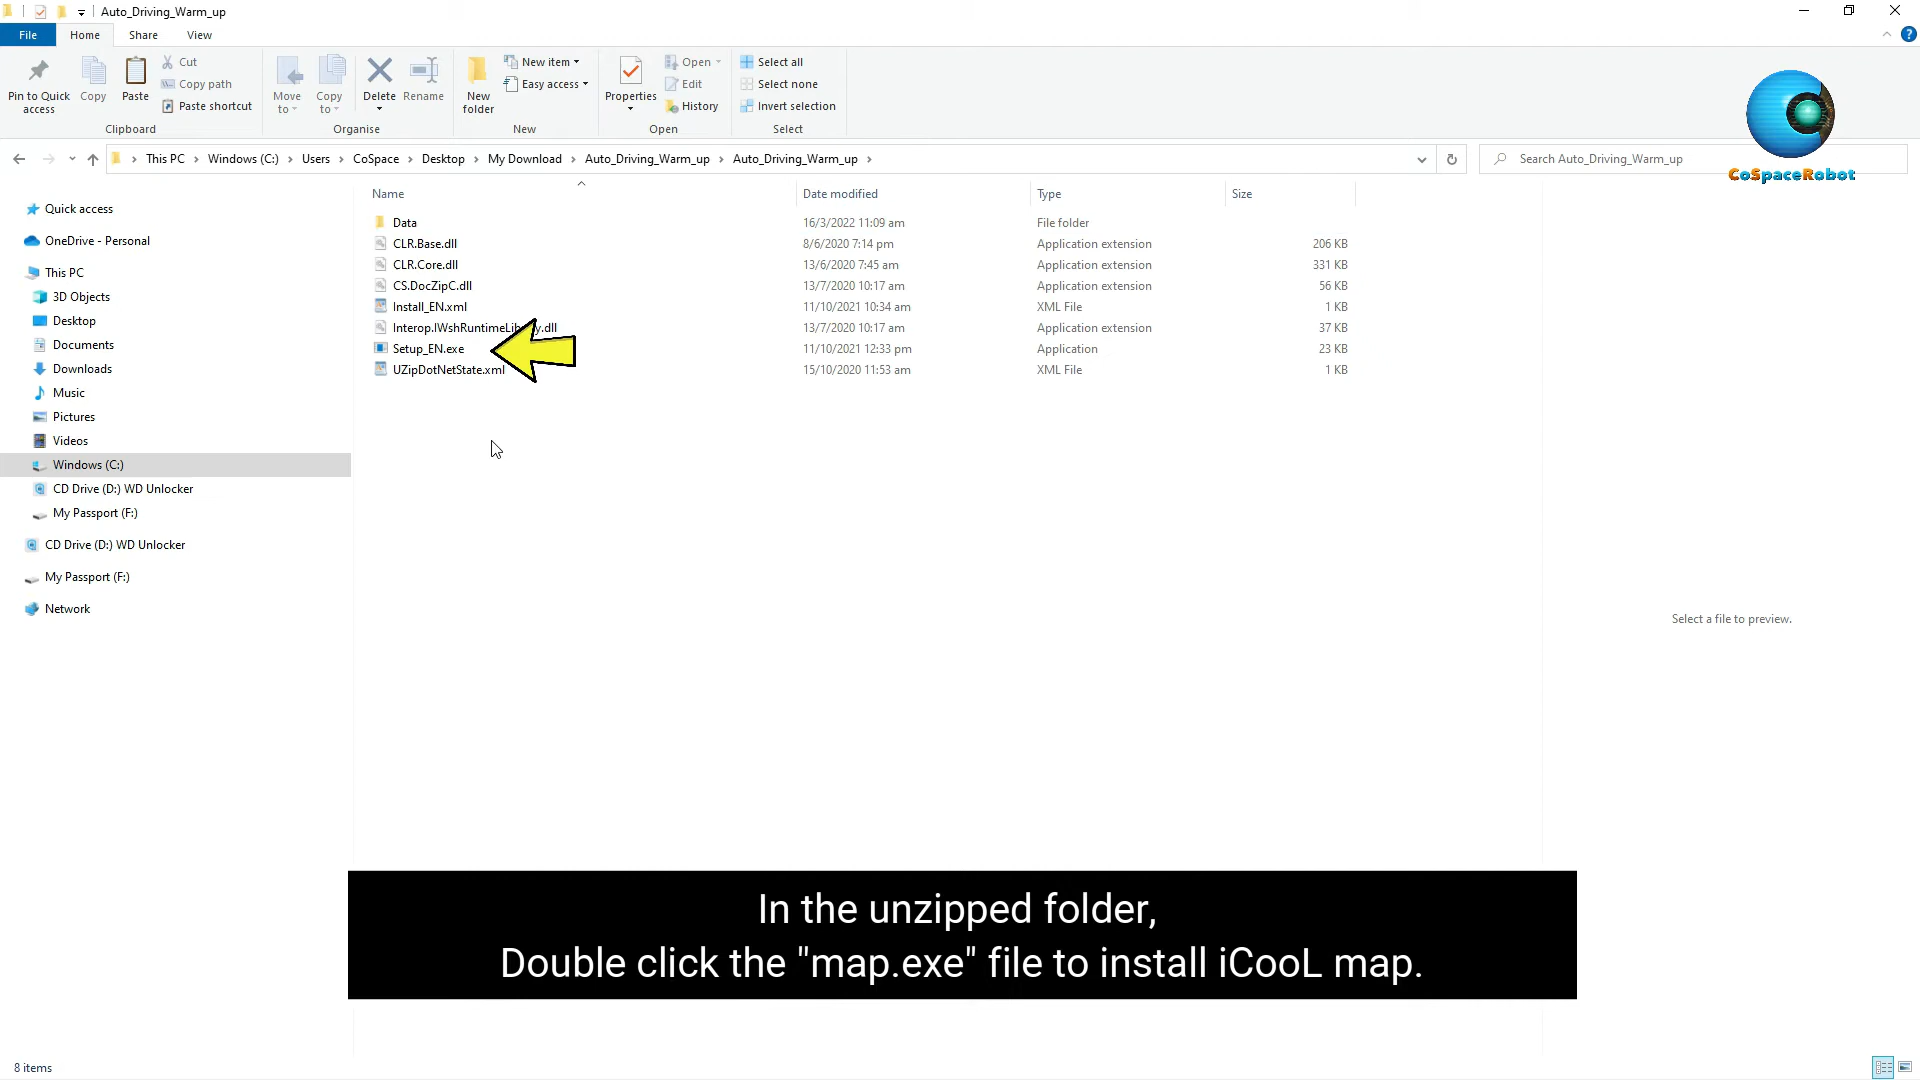 Auto_Driving_Warm_up
File Home Share View
Pin to Quick access
Copy
Paste
Cut
Copy path
Paste shortcut
Clipboard
Move to
Copy to
Delete
Rename
Organise
New folder
New item
Easy access
New
Properties
Open
Edit
History
Open
Select all
Select none
Invert selection
Select
CoSpaceRobot
This PC Windows (C:) Users CoSpace Desktop My Download Auto_Driving_Warm_up Auto_Driving_Warm_up
Search Auto_Driving_Warm_up
Quick access
OneDrive - Personal
This PC
3D Objects
Desktop
Documents
Downloads
Music
Pictures
Videos
Windows (C:)
CD Drive (D:) WD Unlocker
My Passport (F:)
CD Drive (D:) WD Unlocker
My Passport (F:)
Network
Name Date modified Type Size
Data 16/3/2022 11:09 am File folder
CLR.Base.dll 8/6/2020 7:14 pm Application extension 206 KB
CLR.Core.dll 13/6/2020 7:45 am Application extension 331 KB
CS.DocZipC.dll 13/7/2020 10:17 am Application extension 56 KB
Install_EN.xml 11/10/2021 10:34 am XML File 1 KB
13/7/2020 10:17 am Application extension 37 KB
Setup_EN.exe 11/10/2021 12:33 pm Application 23 KB
UZipDotNetState.xml 15/10/2020 11:53 am XML File 1 KB
Select a file to preview.
In the unzipped folder,
Double click the "map.exe" file to install iCooL map.
8 items